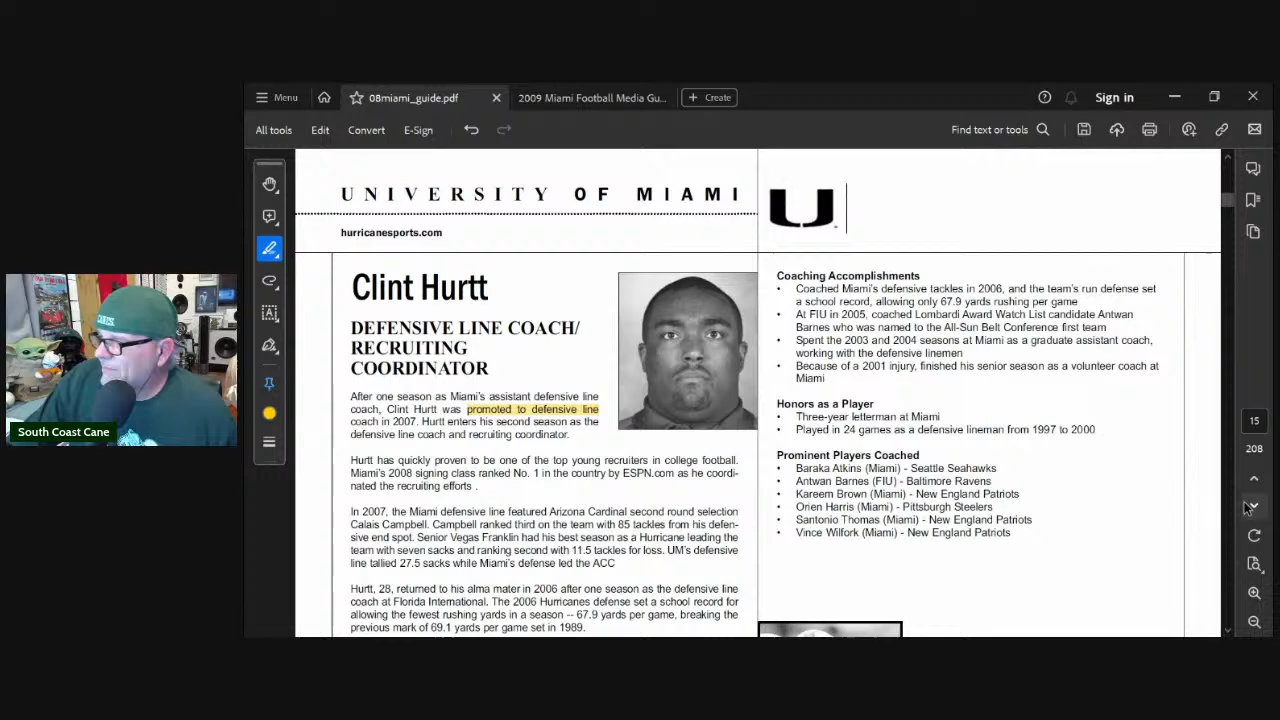 Menu
08miami_guide.pdf
2009 Miami Football Media Gu...
Create
Sign in
All tools
Edit
Convert
E-Sign
Find text or tools
UNIVERSITY OF MIAMI
hurricanesports.com
U
Clint Hurtt
DEFENSIVE LINE COACH/
RECRUITING
COORDINATOR
After one season as Miami's assistant defensive line
coach, Clint Hurtt was promoted to defensive line
coach in 2007. Hurtt enters his second season as the
defensive line coach and recruiting coordinator.
Hurtt has quickly proven to be one of the top young recruiters in college football.
Miami's 2008 signing class ranked No. 1 in the country by ESPN.com as he coordi-
nated the recruiting efforts .
In 2007, the Miami defensive line featured Arizona Cardinal second round selection
Calais Campbell. Campbell ranked third on the team with 85 tackles from his defen-
sive end spot. Senior Vegas Franklin had his best season as a Hurricane leading the
team with seven sacks and ranking second with 11.5 tackles for loss. UM's defensive
line tallied 27.5 sacks while Miami's defense led the ACC
Hurtt, 28, returned to his alma mater in 2006 after one season as the defensive line
coach at Florida International. The 2006 Hurricanes defense set a school record for
allowing the fewest rushing yards in a season -- 67.9 yards per game, breaking the
previous mark of 69.1 yards per game set in 1989.
Coaching Accomplishments
• Coached Miami's defensive tackles in 2006, and the team's run defense set
a school record, allowing only 67.9 yards rushing per game
• At FIU in 2005, coached Lombardi Award Watch List candidate Antwan
Barnes who was named to the All-Sun Belt Conference first team
• Spent the 2003 and 2004 seasons at Miami as a graduate assistant coach,
working with the defensive linemen
• Because of a 2001 injury, finished his senior season as a volunteer coach at
Miami
Honors as a Player
• Three-year letterman at Miami
• Played in 24 games as a defensive lineman from 1997 to 2000
Prominent Players Coached
• Baraka Atkins (Miami) - Seattle Seahawks
• Antwan Barnes (FIU) - Baltimore Ravens
• Kareem Brown (Miami) - New England Patriots
• Orien Harris (Miami) - Pittsburgh Steelers
• Santonio Thomas (Miami) - New England Patriots
• Vince Wilfork (Miami) - New England Patriots
15
208
South Coast Cane